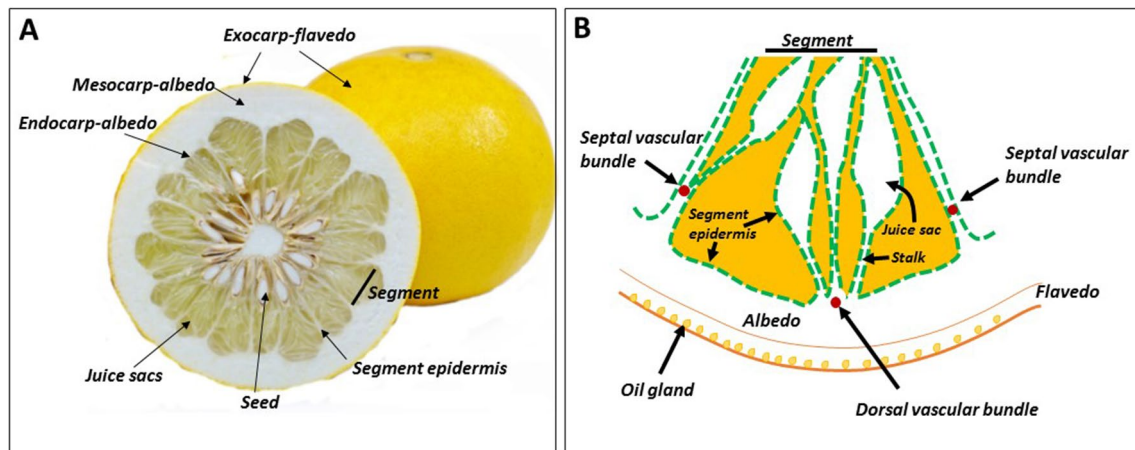 A
Exocarp-flavedo
Mesocarp-albedo
Endocarp-albedo
Segment
Juice sacs
Segment epidermis
Seed
B
Segment
Septal vascular
bundle
Septal vascular
bundle
Segment
epidermis
Juice sac
Stalk
Albedo
Flavedo
Oil gland
Dorsal vascular bundle